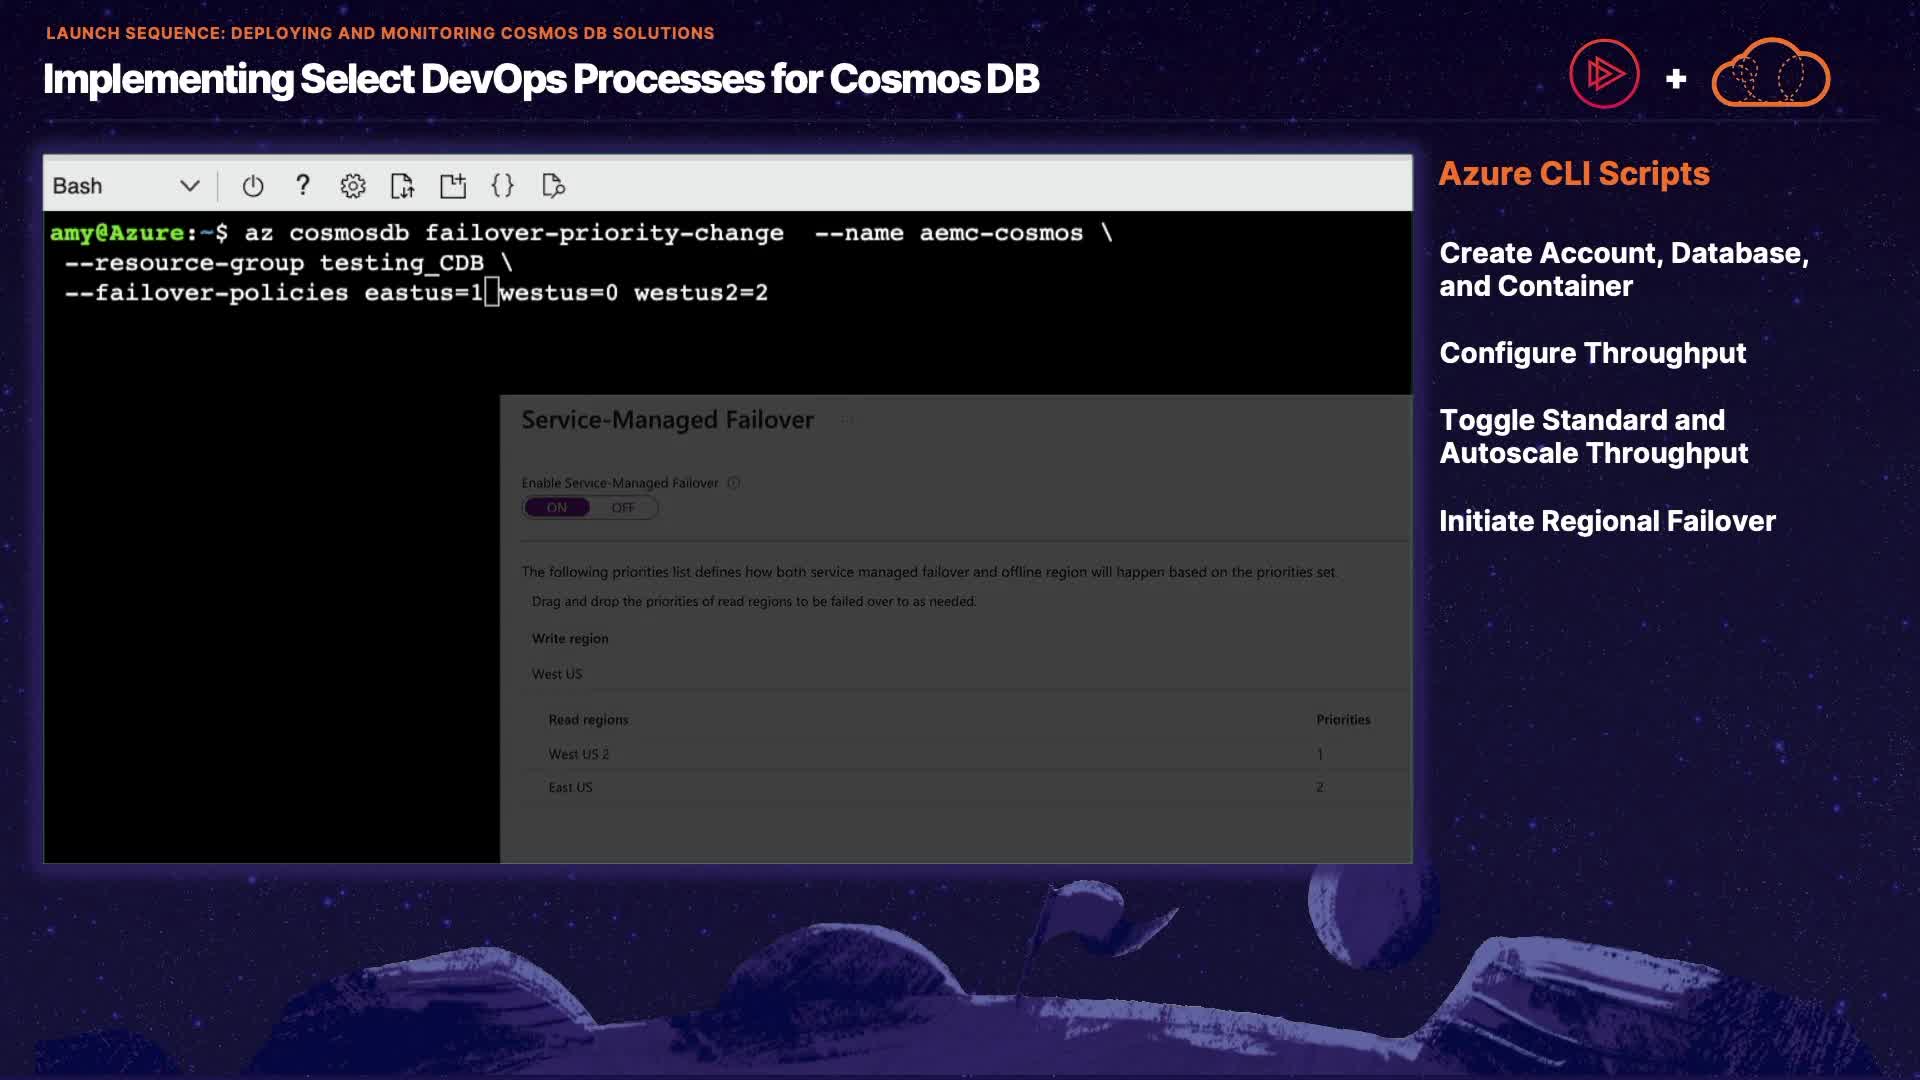 LAUNCH SEQUENCE: DEPLOYING AND MONITORING COSMOS DB SOLUTIONS
Implementing Select DevOps Processes for Cosmos DB
+
Bash
?
{}
amy@Azure:~$ az cosmosdb failover-priority-change  --name aemc-cosmos \
--resource-group testing_CDB \
--failover-policies eastus=1 westus=0 westus2=2
Service-Managed Failover
Enable Service-Managed Failover
ON OFF
The following priorities list defines how both service managed failover and offline region will happen based on the priorities set.
Drag and drop the priorities of read regions to be failed over to as needed.
Write region
West US
Read regions Priorities
West US 2 1
East US 2
Azure CLI Scripts
Create Account, Database,
and Container
Configure Throughput
Toggle Standard and
Autoscale Throughput
Initiate Regional Failover